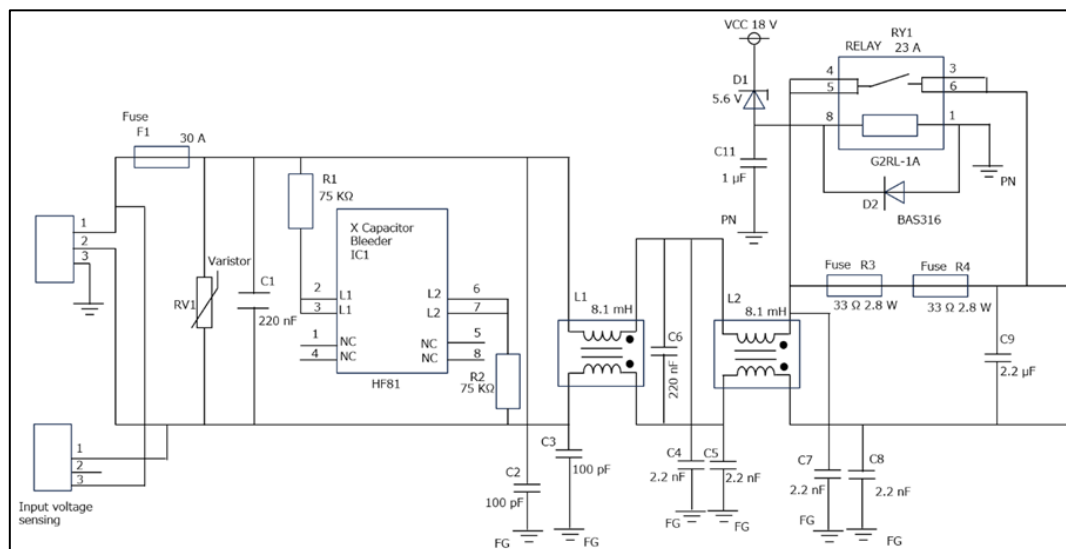 VCC 18 V
RY1
RELAY 23 A
4
5
3
6
D1
5.6 V
8
1
C11
1 µF
G2RL-1A
PN
D2
BAS316
PN
Fuse
F1
30 A
R1
75 KΩ
1
2
3
X Capacitor
Bleeder
IC1
Varistor
RV1
C1
220 nF
2
3
L1
L1
L2
L2
6
7
1
4
NC
NC
NC
NC
5
8
HF81
R2
75 KΩ
L1
8.1 mH
C6
220 nF
L2
8.1 mH
Fuse R3
33 Ω 2.8 W
Fuse R4
33 Ω 2.8 W
C9
2.2 µF
1
2
3
Input voltage
sensing
C2
100 pF
FG
C3
100 pF
FG
C4
2.2 nF
FG
C5
2.2 nF
FG
C7
2.2 nF
FG
C8
2.2 nF
FG